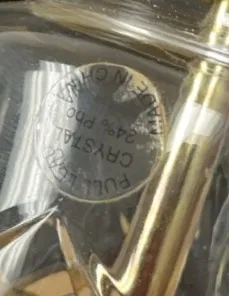 FULL LEAD
CRYSTAL
24% PbO
MADE IN CHINA